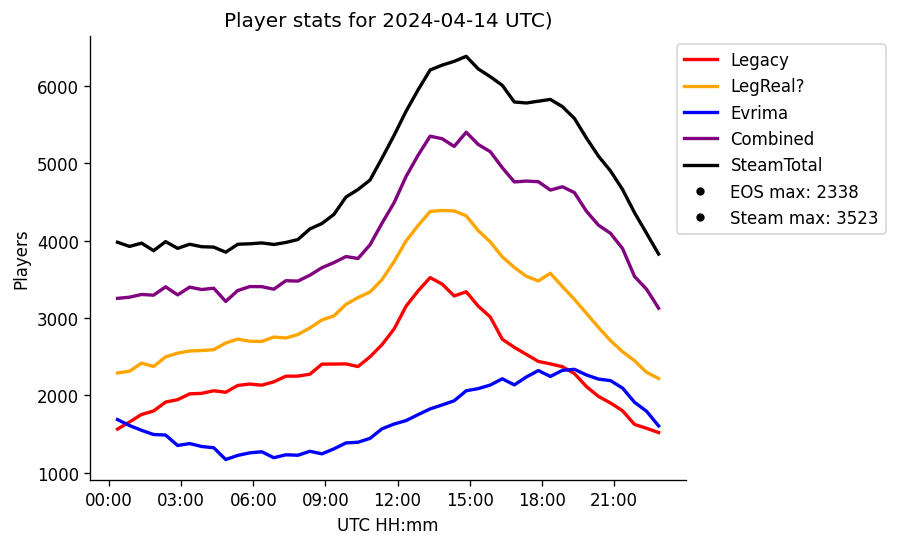 Player stats for 2024-04-14 UTC)
Legacy
LegReal?
Evrima
Combined
SteamTotal
EOS max: 2338
Steam max: 3523
Players
6000
5000
4000
3000
2000
1000
00:00 03:00 06:00 09:00 12:00 15:00 18:00 21:00
UTC HH:mm